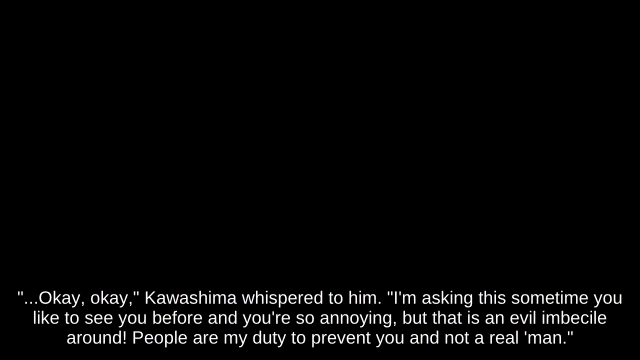 "...Okay, okay," Kawashima whispered to him. "I'm asking this sometime you
like to see you before and you're so annoying, but that is an evil imbecile
around! People are my duty to prevent you and not a real 'man."